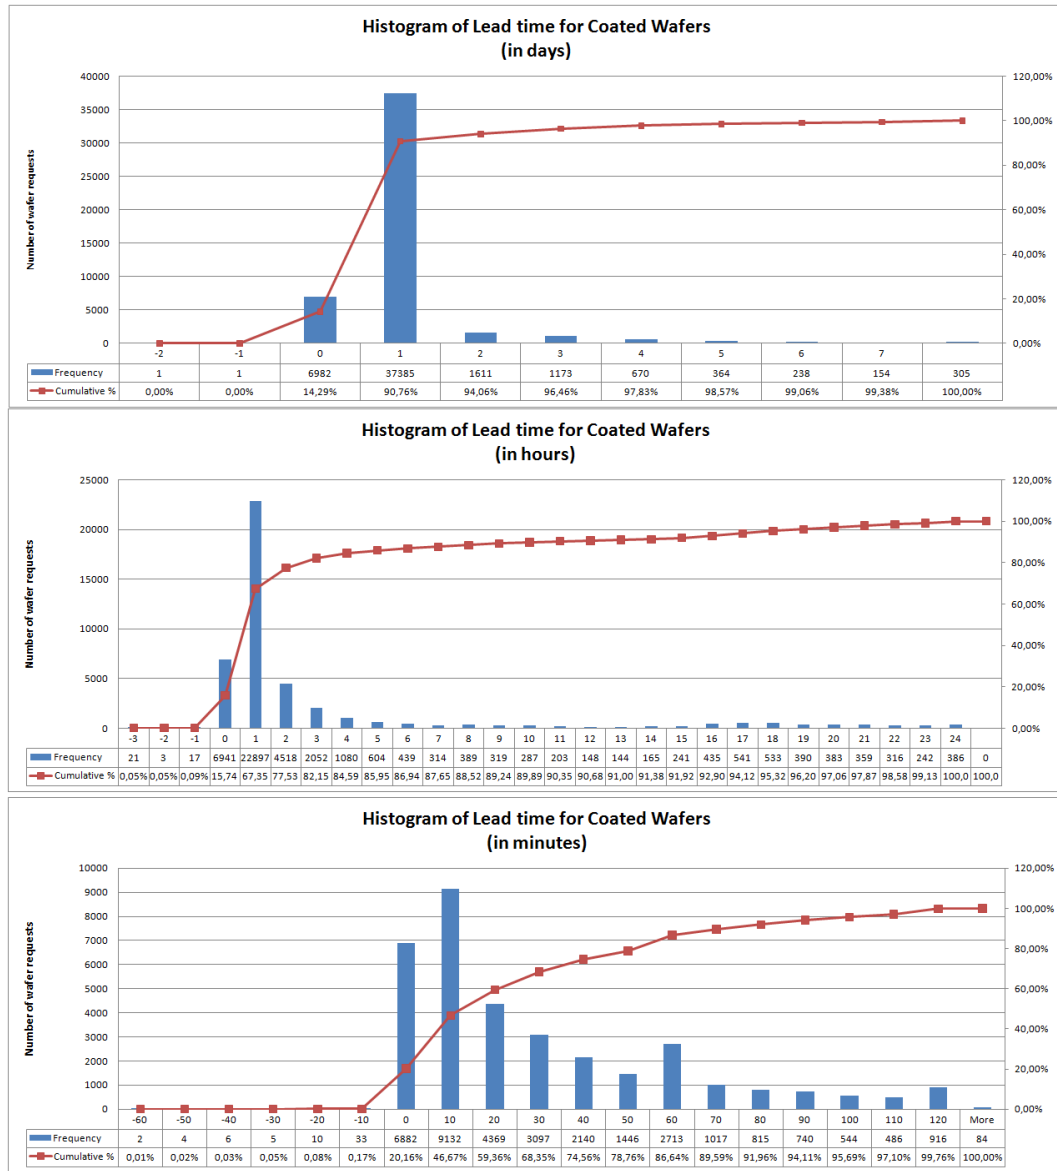 Histogram of Lead time for Coated Wafers
(in days)
Number of wafer requests
40000
35000
30000
25000
20000
15000
10000
5000
0
120,00%
100,00%
80,00%
60,00%
40,00%
20,00%
0,00%
-2 -1 0 1 2 3 4 5 6 7
Frequency 1 1 6982 37385 1611 1173 670 364 238 154 305
Cumulative % 0,00% 0,00% 14,29% 90,76% 94,06% 96,46% 97,83% 98,57% 99,06% 99,38% 100,00%
Histogram of Lead time for Coated Wafers
(in hours)
Number of wafer requests
25000
20000
15000
10000
5000
0
120,00%
100,00%
80,00%
60,00%
40,00%
20,00%
0,00%
-3 -2 -1 0 1 2 3 4 5 6 7 8 9 10 11 12 13 14 15 16 17 18 19 20 21 22 23 24
Frequency 21 3 17 6941 22897 4518 2052 1080 604 439 314 389 319 287 203 148 144 165 241 435 541 533 390 383 359 316 242 386 0
Cumulative % 0,05% 0,05% 0,09% 15,74 67,35 77,53 82,15 84,59 85,95 86,94 87,65 88,52 89,24 89,89 90,35 90,68 91,00 91,38 91,92 92,90 94,12 95,32 96,20 97,06 97,87 98,58 99,13 100,0 100,0
Histogram of Lead time for Coated Wafers
(in minutes)
Number of wafer requests
10000
9000
8000
7000
6000
5000
4000
3000
2000
1000
0
120,00%
100,00%
80,00%
60,00%
40,00%
20,00%
0,00%
-60 -50 -40 -30 -20 -10 0 10 20 30 40 50 60 70 80 90 100 110 120 More
Frequency 2 4 6 5 10 33 6882 9132 4369 3097 2140 1446 2713 1017 815 740 544 486 916 84
Cumulative % 0,01% 0,02% 0,03% 0,05% 0,08% 0,17% 20,16% 46,67% 59,36% 68,35% 74,56% 78,76% 86,64% 89,59% 91,96% 94,11% 95,69% 97,10% 99,76% 100,00%